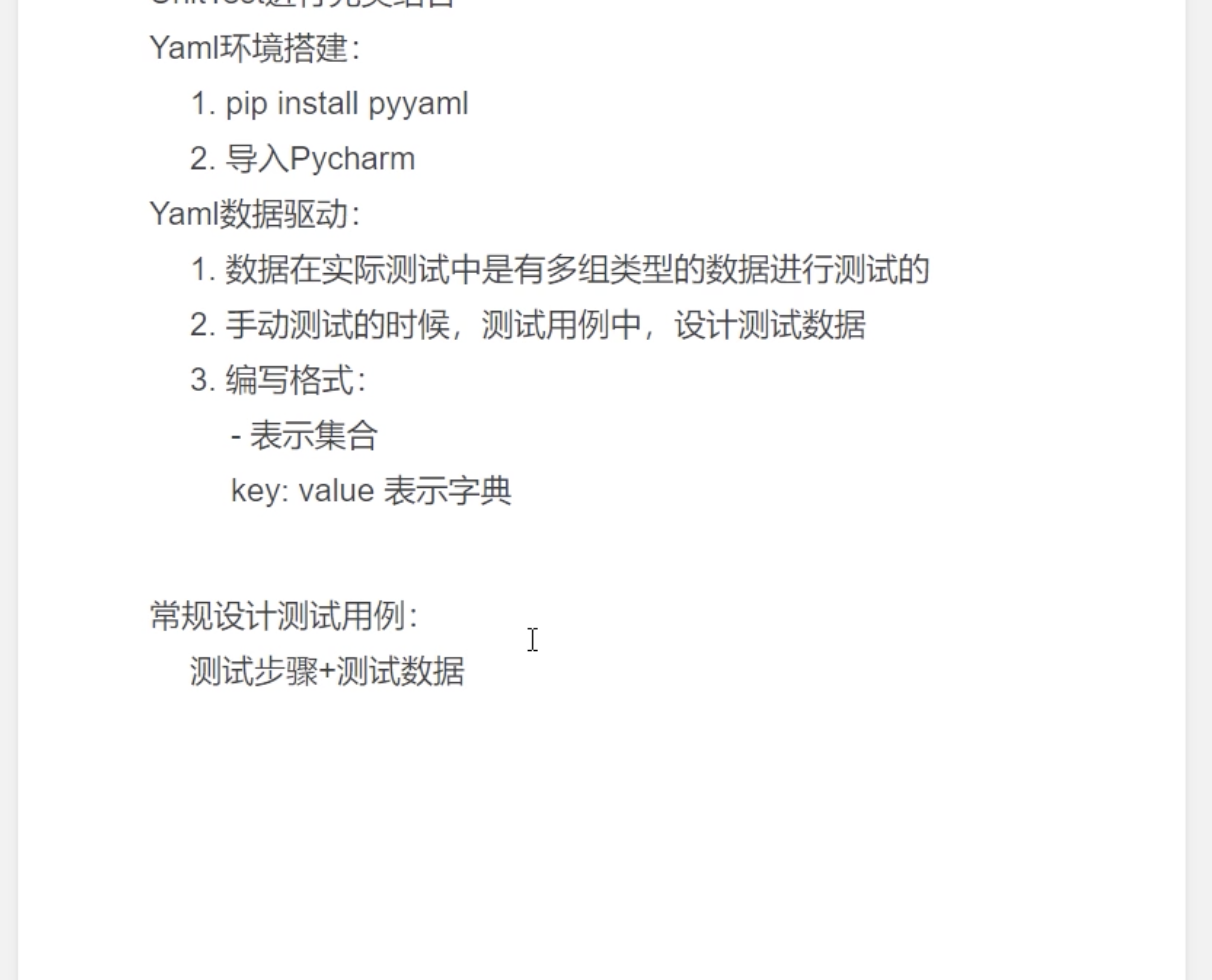 Yaml环境搭建：
1. pip install pyyaml
2. 导入Pycharm
Yaml数据驱动：
1. 数据在实际测试中是有多组类型的数据进行测试的
2. 手动测试的时候，测试用例中，设计测试数据
3. 编写格式：
- 表示集合
key: value 表示字典
常规设计测试用例：
测试步骤+测试数据